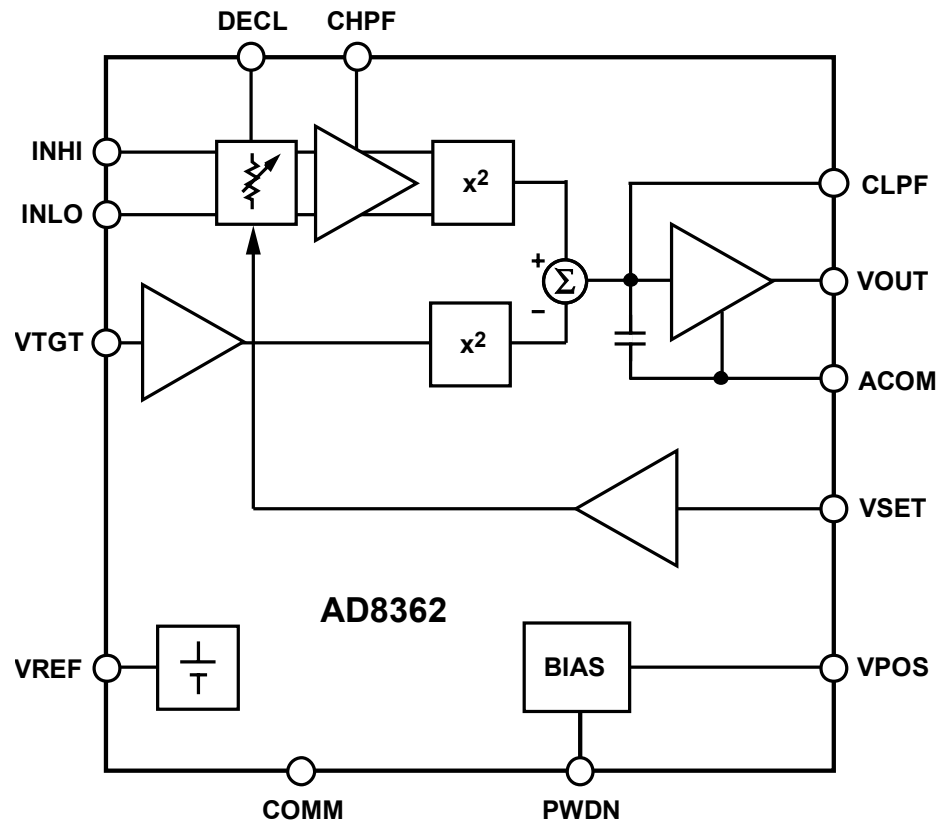 DECL CHPF
INHI
x²
CLPF
INLO
+
Σ
VOUT
−
VTGT
x²
ACOM
VSET
AD8362
VREF
BIAS
VPOS
COMM
PWDN